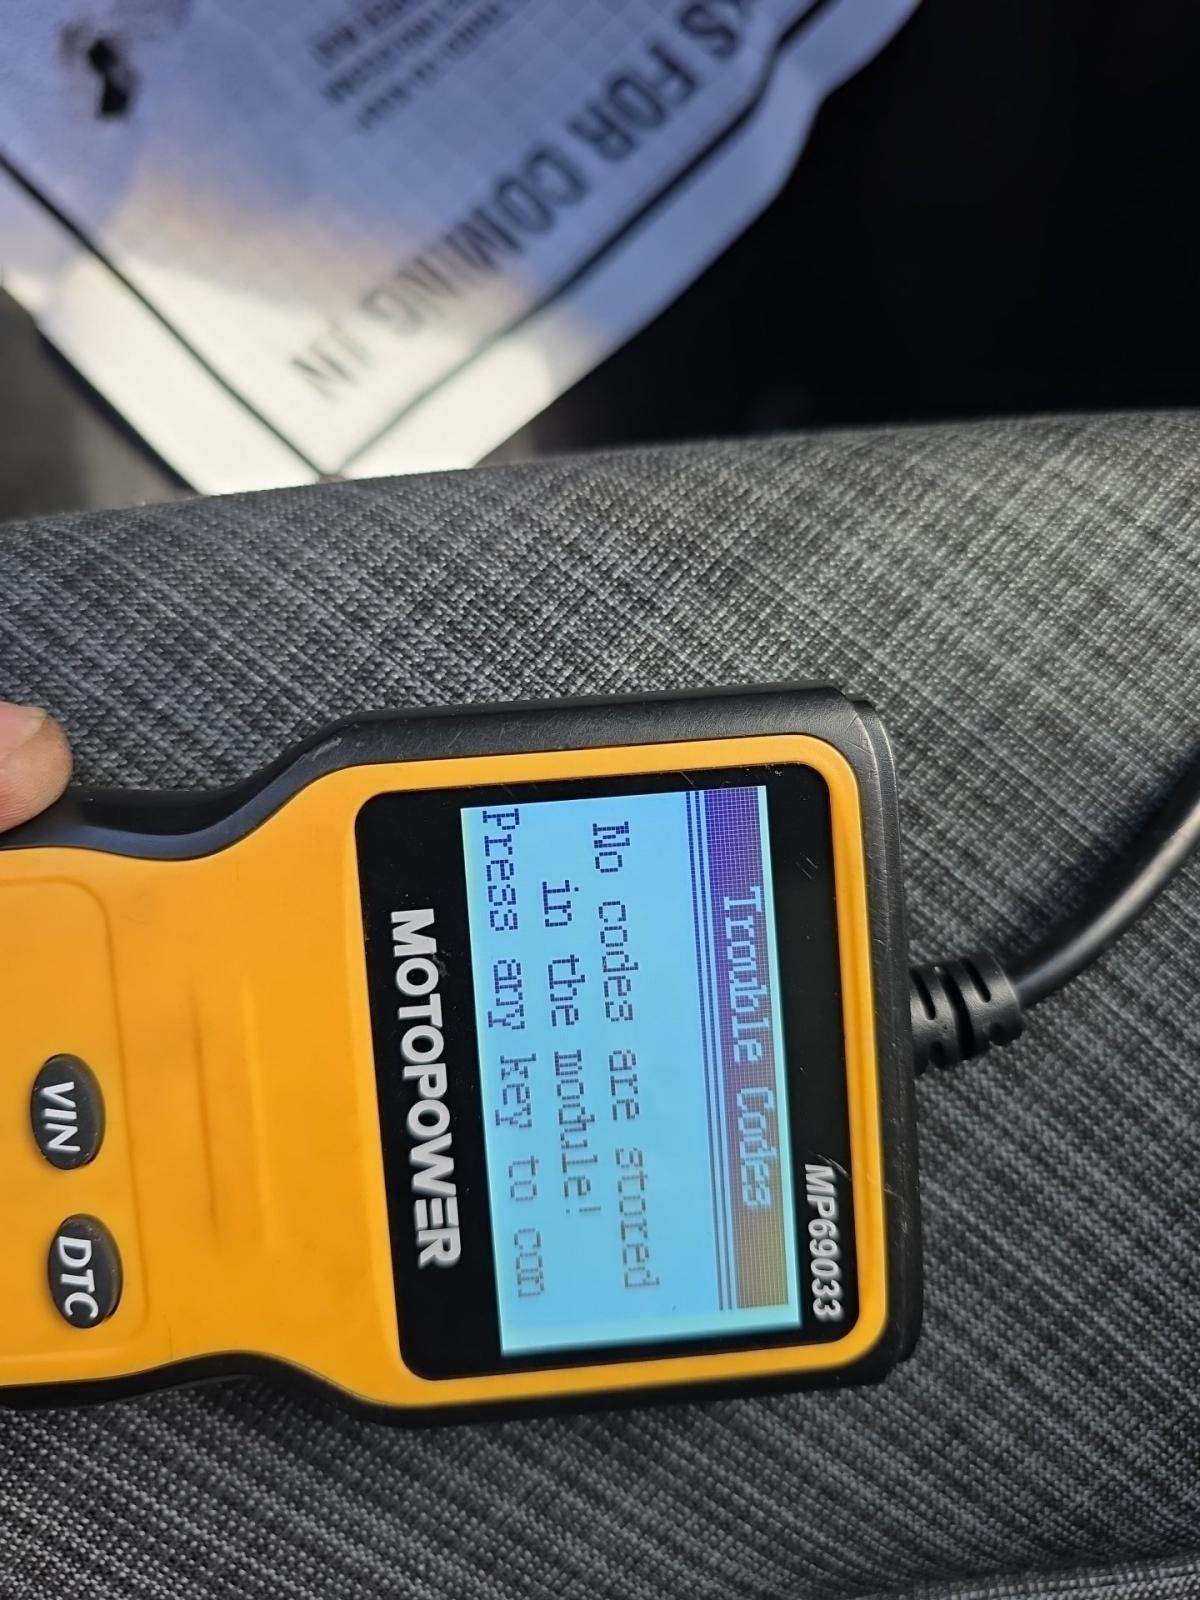 KS FOR COMING IN
MP69033
Trouble Codes
No codes are stored
in the module!
Press any key to con
MOTOPOWER
VIN
DTC